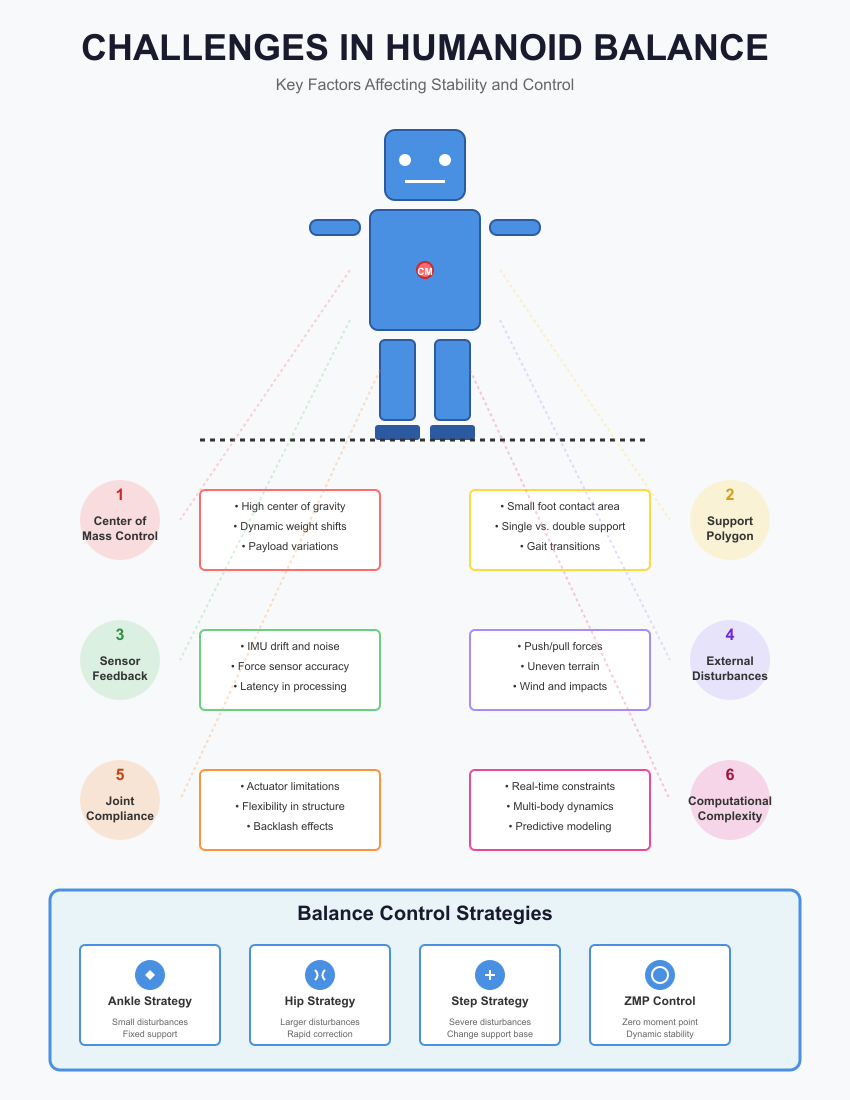 CHALLENGES IN HUMANOID BALANCE
Key Factors Affecting Stability and Control
CM
1
Center of
Mass Control
• High center of gravity
• Dynamic weight shifts
• Payload variations
• Small foot contact area
• Single vs. double support
• Gait transitions
2
Support
Polygon
3
Sensor
Feedback
• IMU drift and noise
• Force sensor accuracy
• Latency in processing
• Push/pull forces
• Uneven terrain
• Wind and impacts
4
External
Disturbances
5
Joint
Compliance
• Actuator limitations
• Flexibility in structure
• Backlash effects
• Real-time constraints
• Multi-body dynamics
• Predictive modeling
6
Computational
Complexity
Balance Control Strategies
Ankle Strategy
Small disturbances
Fixed support
Hip Strategy
Larger disturbances
Rapid correction
Step Strategy
Severe disturbances
Change support base
ZMP Control
Zero moment point
Dynamic stability